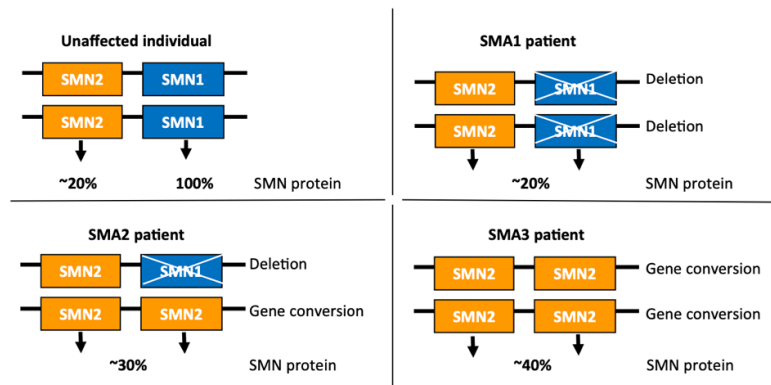 Unaffected individual
SMN2 SMN1
SMN2 SMN1
~20% 100% SMN protein
SMA1 patient
SMN2 SMN1 Deletion
SMN2 SMN1 Deletion
~20% SMN protein
SMA2 patient
SMN2 SMN1 Deletion
SMN2 SMN2 Gene conversion
~30% SMN protein
SMA3 patient
SMN2 SMN2 Gene conversion
SMN2 SMN2 Gene conversion
~40% SMN protein